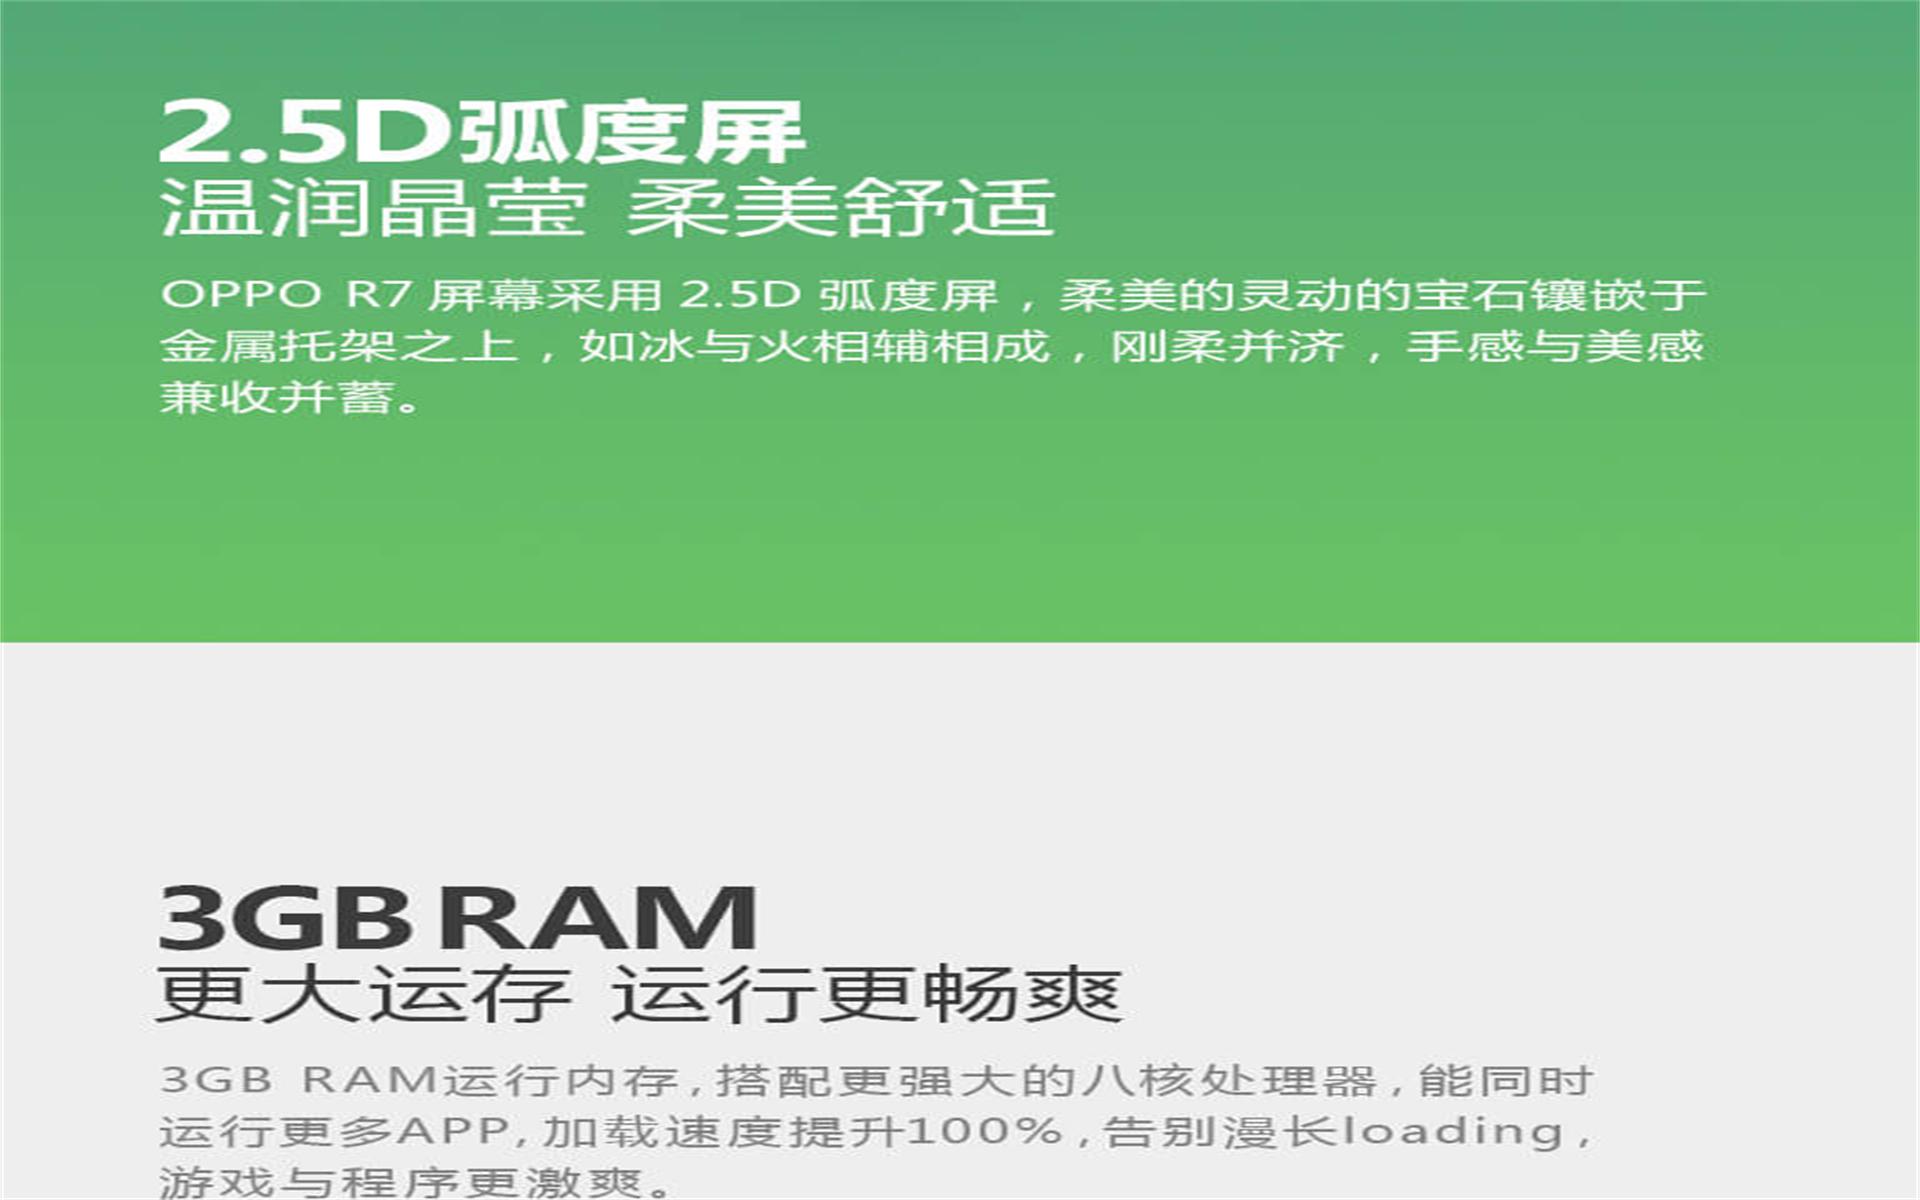 2.5D弧度屏
温润晶莹 柔美舒适
OPPO R7 屏幕采用 2.5D 弧度屏，柔美的灵动的宝石镶嵌于
金属托架之上，如冰与火相辅相成，刚柔并济，手感与美感
兼收并蓄。
3GB RAM
更大运存 运行更畅爽
3GB RAM运行内存,搭配更强大的八核处理器,能同时
运行更多APP,加载速度提升100%,告别漫长loading,
游戏与程序更激爽。